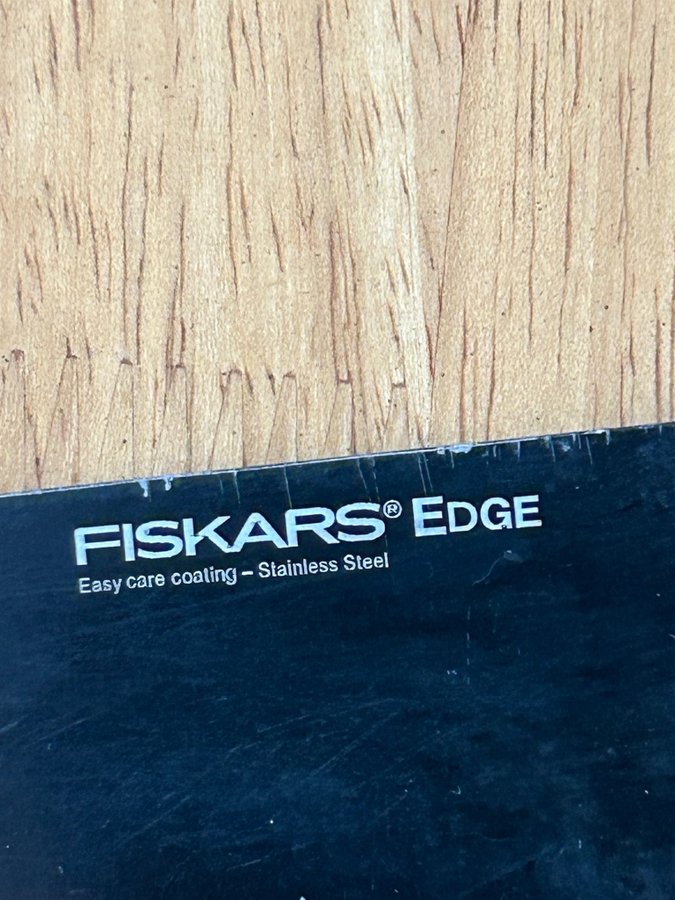 FISKARS® EDGE
Easy care coating – Stainless Steel